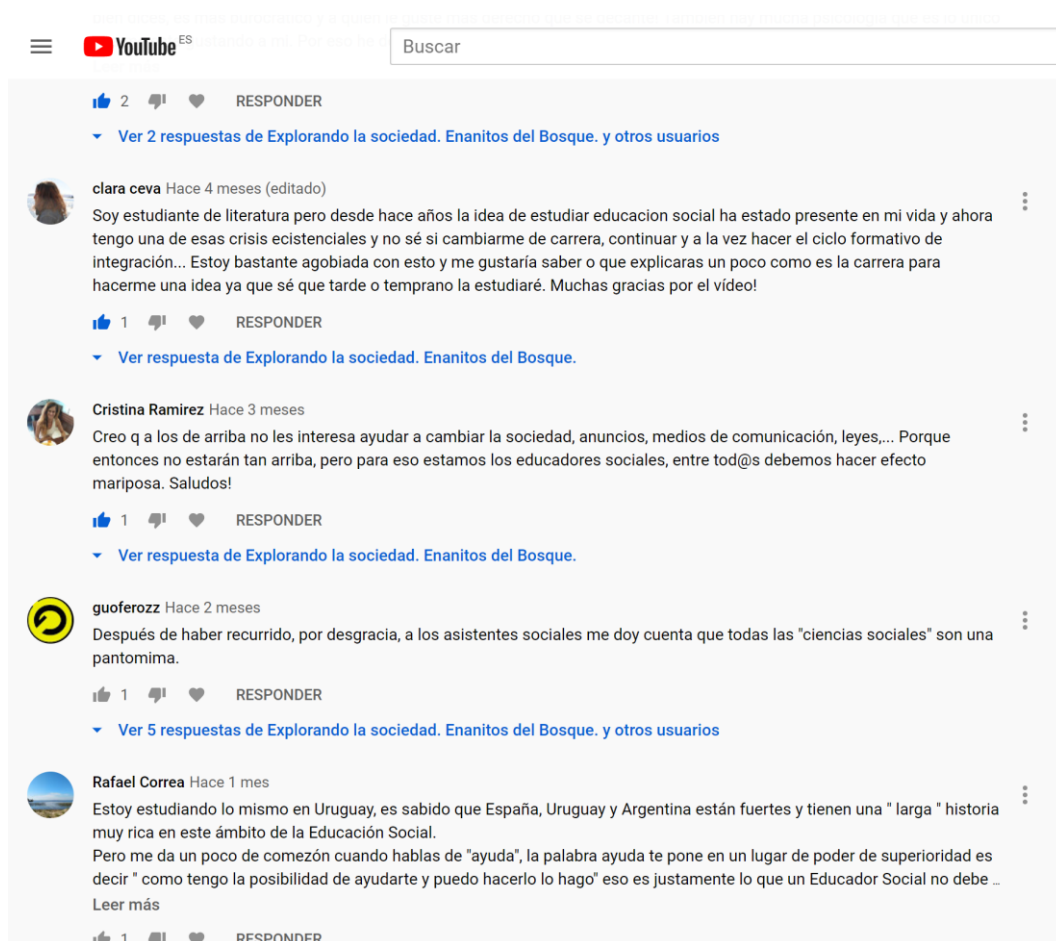 YouTube ES
Buscar
2 RESPONDER
Ver 2 respuestas de Explorando la sociedad. Enanitos del Bosque. y otros usuarios
clara ceva Hace 4 meses (editado)
Soy estudiante de literatura pero desde hace años la idea de estudiar educacion social ha estado presente en mi vida y ahora
tengo una de esas crisis ecistenciales y no sé si cambiarme de carrera, continuar y a la vez hacer el ciclo formativo de
integración... Estoy bastante agobiada con esto y me gustaría saber o que explicaras un poco como es la carrera para
hacerme una idea ya que sé que tarde o temprano la estudiaré. Muchas gracias por el vídeo!
1 RESPONDER
Ver respuesta de Explorando la sociedad. Enanitos del Bosque.
Cristina Ramirez Hace 3 meses
Creo q a los de arriba no les interesa ayudar a cambiar la sociedad, anuncios, medios de comunicación, leyes,... Porque
entonces no estarán tan arriba, pero para eso estamos los educadores sociales, entre tod@s debemos hacer efecto
mariposa. Saludos!
1 RESPONDER
Ver respuesta de Explorando la sociedad. Enanitos del Bosque.
guoferozz Hace 2 meses
Después de haber recurrido, por desgracia, a los asistentes sociales me doy cuenta que todas las "ciencias sociales" son una
pantomima.
1 RESPONDER
Ver 5 respuestas de Explorando la sociedad. Enanitos del Bosque. y otros usuarios
Rafael Correa Hace 1 mes
Estoy estudiando lo mismo en Uruguay, es sabido que España, Uruguay y Argentina están fuertes y tienen una " larga " historia
muy rica en este ámbito de la Educación Social.
Pero me da un poco de comezón cuando hablas de "ayuda", la palabra ayuda te pone en un lugar de poder de superioridad es
decir " como tengo la posibilidad de ayudarte y puedo hacerlo lo hago" eso es justamente lo que un Educador Social no debe ...
Leer más
1 RESPONDER